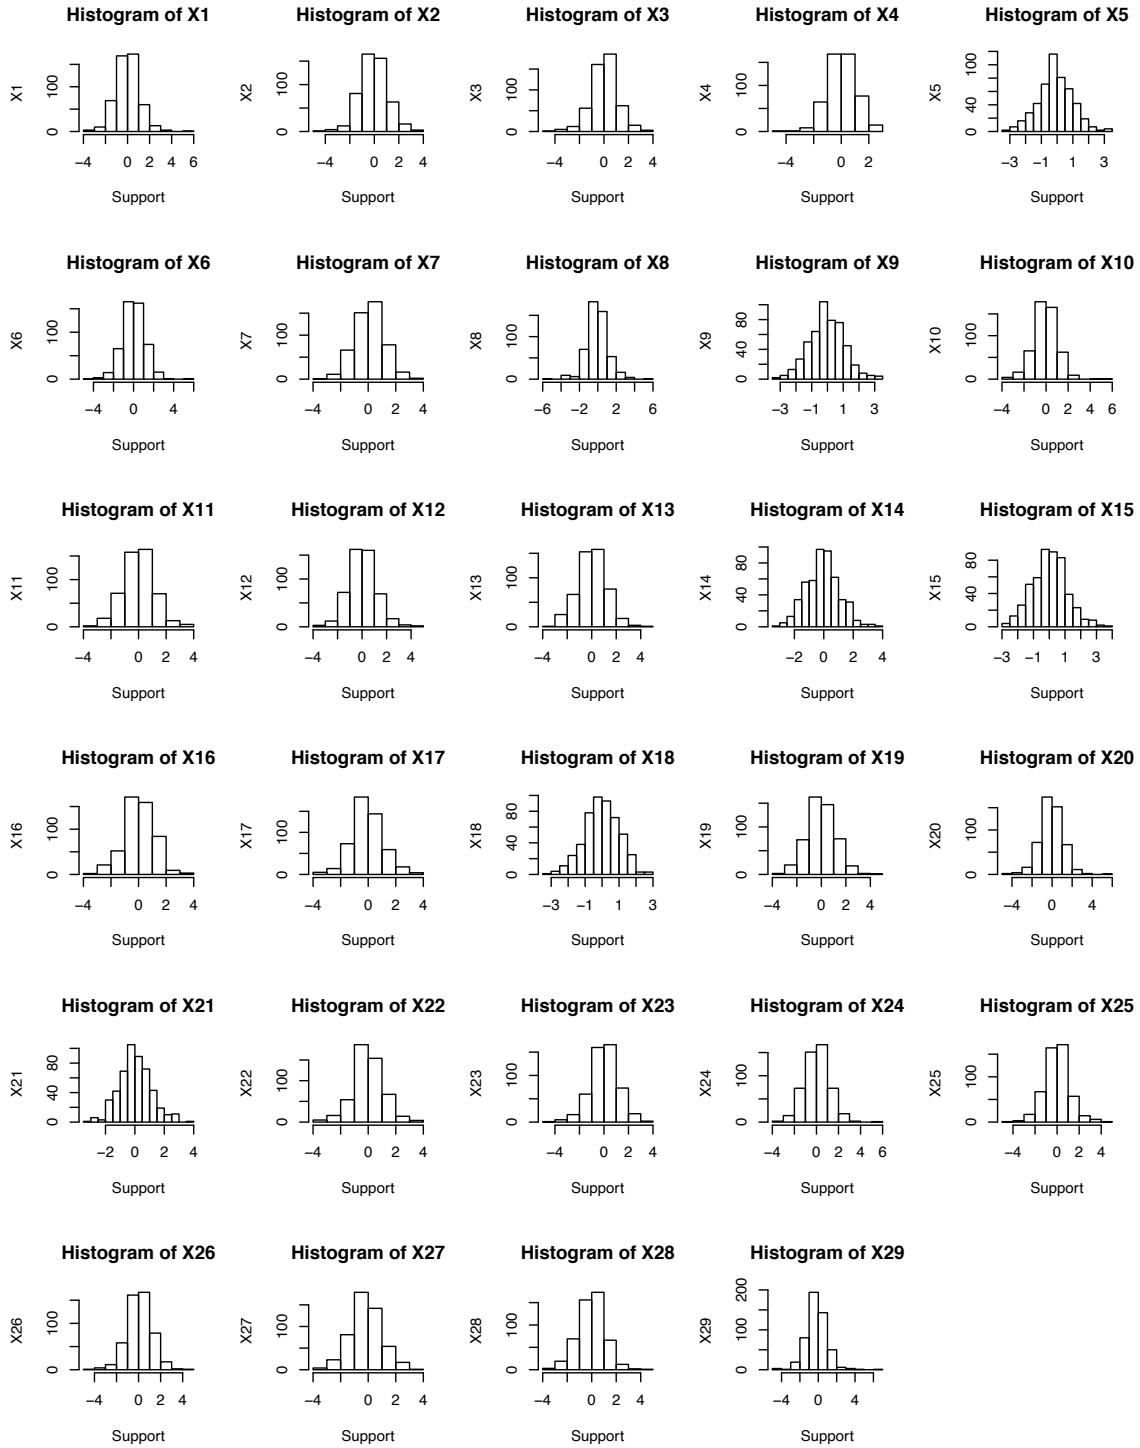 Histogram of X1
X1
0 100
−4 0 2 4 6
Support
Histogram of X2
X2
0 100
−4 0 2 4
Support
Histogram of X3
X3
0 100
−4 0 2 4
Support
Histogram of X4
X4
0 100
−4 0 2
Support
Histogram of X5
X5
0 40 100
−3 −1 1 3
Support
Histogram of X6
X6
0 100
−4 0 4
Support
Histogram of X7
X7
0 100
−4 0 2 4
Support
Histogram of X8
X8
0 100
−6 −2 2 6
Support
Histogram of X9
X9
0 40 80
−3 −1 1 3
Support
Histogram of X10
X10
0 100
−4 0 2 4 6
Support
Histogram of X11
X11
0 100
−4 0 2 4
Support
Histogram of X12
X12
0 100
−4 0 2 4
Support
Histogram of X13
X13
0 100
−4 0 2 4
Support
Histogram of X14
X14
0 40 80
−2 0 2 4
Support
Histogram of X15
X15
0 40 80
−3 −1 1 3
Support
Histogram of X16
X16
0 100
−4 0 2 4
Support
Histogram of X17
X17
0 100
−4 0 2 4
Support
Histogram of X18
X18
0 40 80
−3 −1 1 3
Support
Histogram of X19
X19
0 100
−4 0 4
Support
Histogram of X20
X20
0 100
−4 0 4
Support
Histogram of X21
X21
0 40 80
−2 0 2 4
Support
Histogram of X22
X22
0 100
−4 0 2 4
Support
Histogram of X23
X23
0 100
−4 0 2 4
Support
Histogram of X24
X24
0 100
−4 0 2 4 6
Support
Histogram of X25
X25
0 100
−4 0 2 4
Support
Histogram of X26
X26
0 100
−4 0 2 4
Support
Histogram of X27
X27
0 100
−4 0 2 4
Support
Histogram of X28
X28
0 100
−4 0 2 4
Support
Histogram of X29
X29
0 100 200
−4 0 4
Support